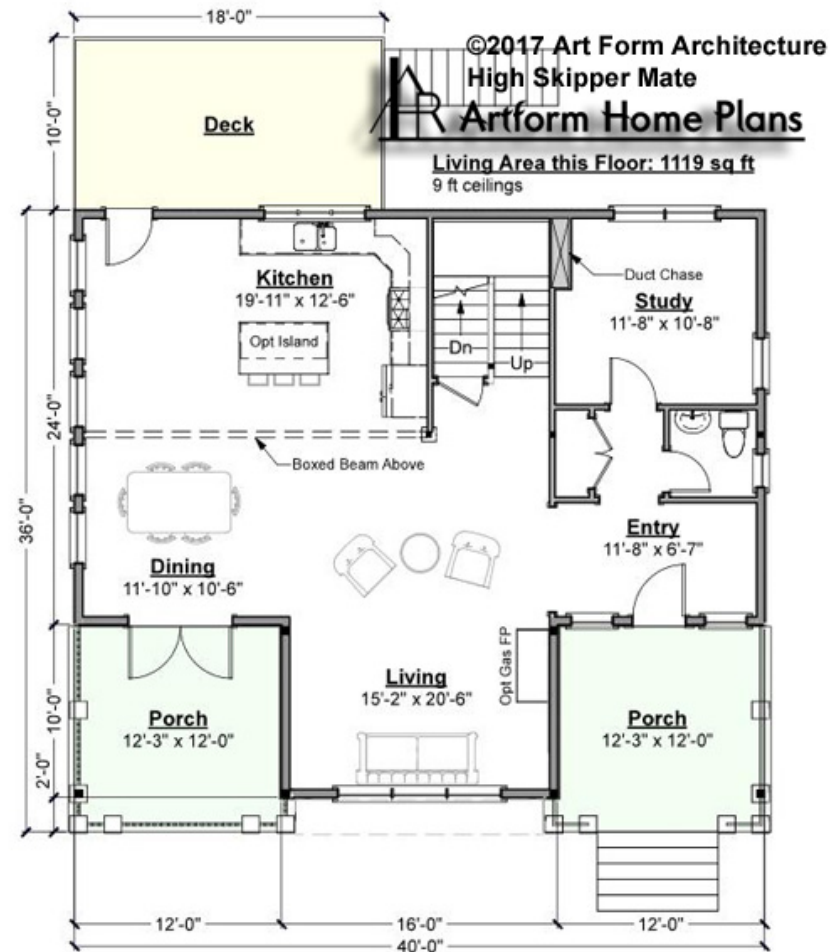 18'-0"
©2017 Art Form Architecture
High Skipper Mate
AR Artform Home Plans
Living Area this Floor: 1119 sq ft
9 ft ceilings
10'-0"
Deck
Kitchen
19'-11" x 12'-6"
Opt Island
Dn
Up
Duct Chase
Study
11'-8" x 10'-8"
24'-0"
36'-0"
Boxed Beam Above
Dining
11'-10" x 10'-6"
Entry
11'-8" x 6'-7"
Living
15'-2" x 20'-6"
Opt Gas FP
Porch
12'-3" x 12'-0"
Porch
12'-3" x 12'-0"
10'-0"
2'-0"
12'-0"
16'-0"
12'-0"
40'-0"